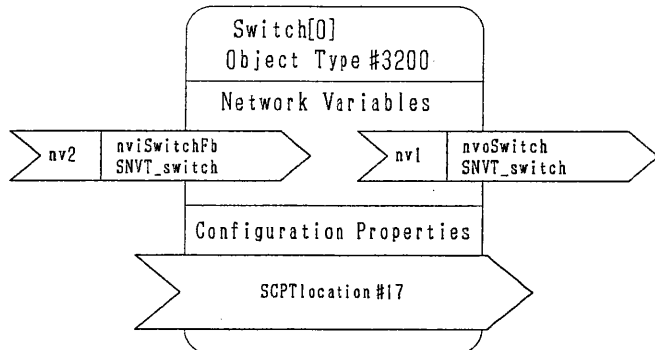 Switch[0]
Object Type #3200
Network Variables
nv2
nviSwitchFb
SNVT_switch
nv1
nvoSwitch
SNVT_switch
Configuration Properties
SCPTlocation #17